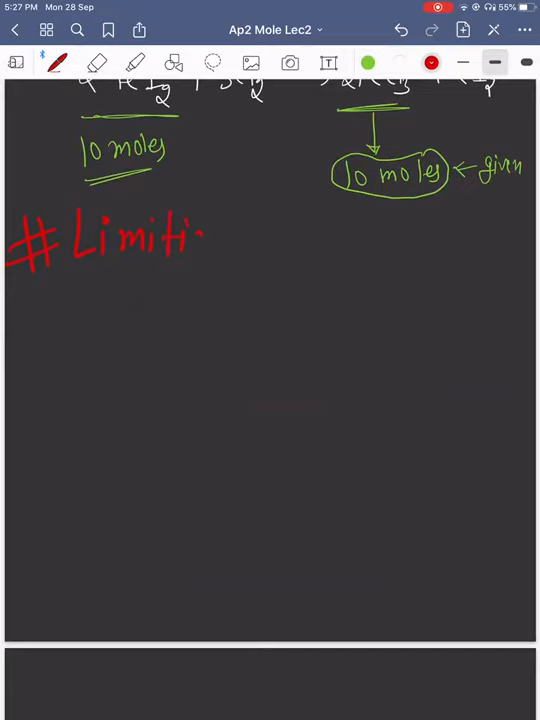 5:27 PM Mon 28 Sep 55%
Ap2 Mole Lec2
10 moles
10 moles ← given
# Limiti